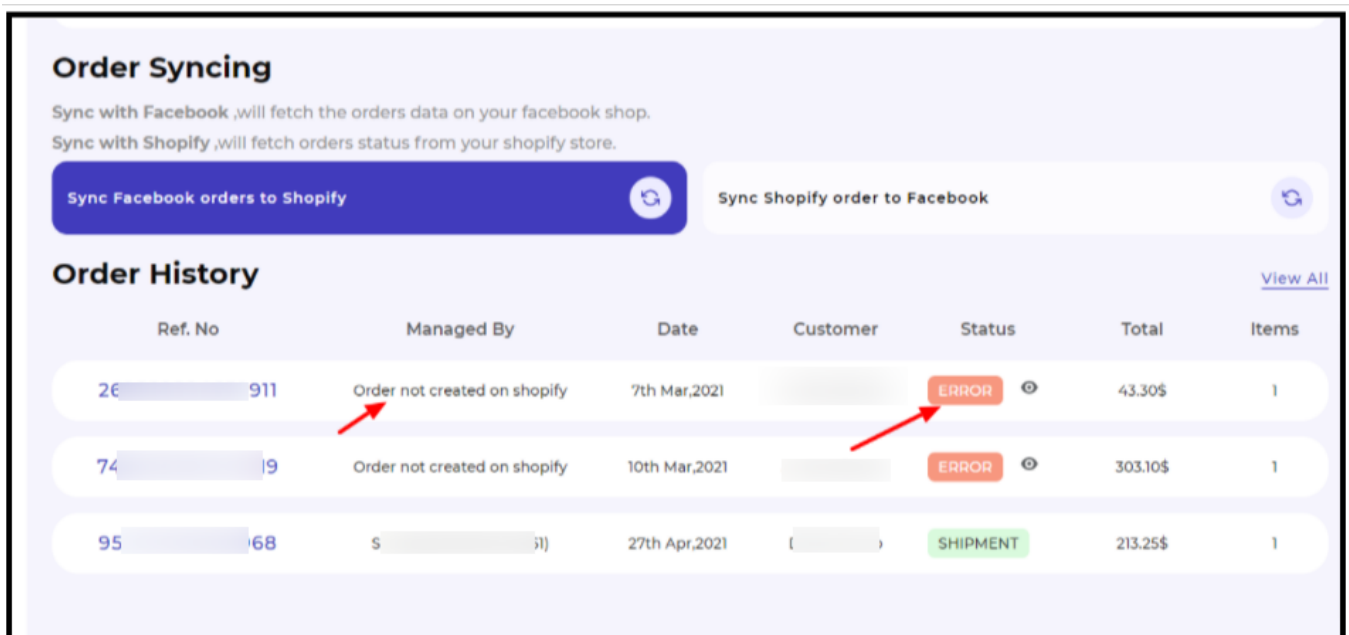 Order Syncing
Sync with Facebook ,will fetch the orders data on your facebook shop.
Sync with Shopify ,will fetch orders status from your shopify store.
Sync Facebook orders to Shopify Sync Shopify order to Facebook
Order History View All
Ref. No Managed By Date Customer Status Total Items
26 911 Order not created on shopify 7th Mar,2021 ERROR 43.30$ 1
74 19 Order not created on shopify 10th Mar,2021 ERROR 303.10$ 1
95 68 S 51) 27th Apr,2021 SHIPMENT 213.25$ 1